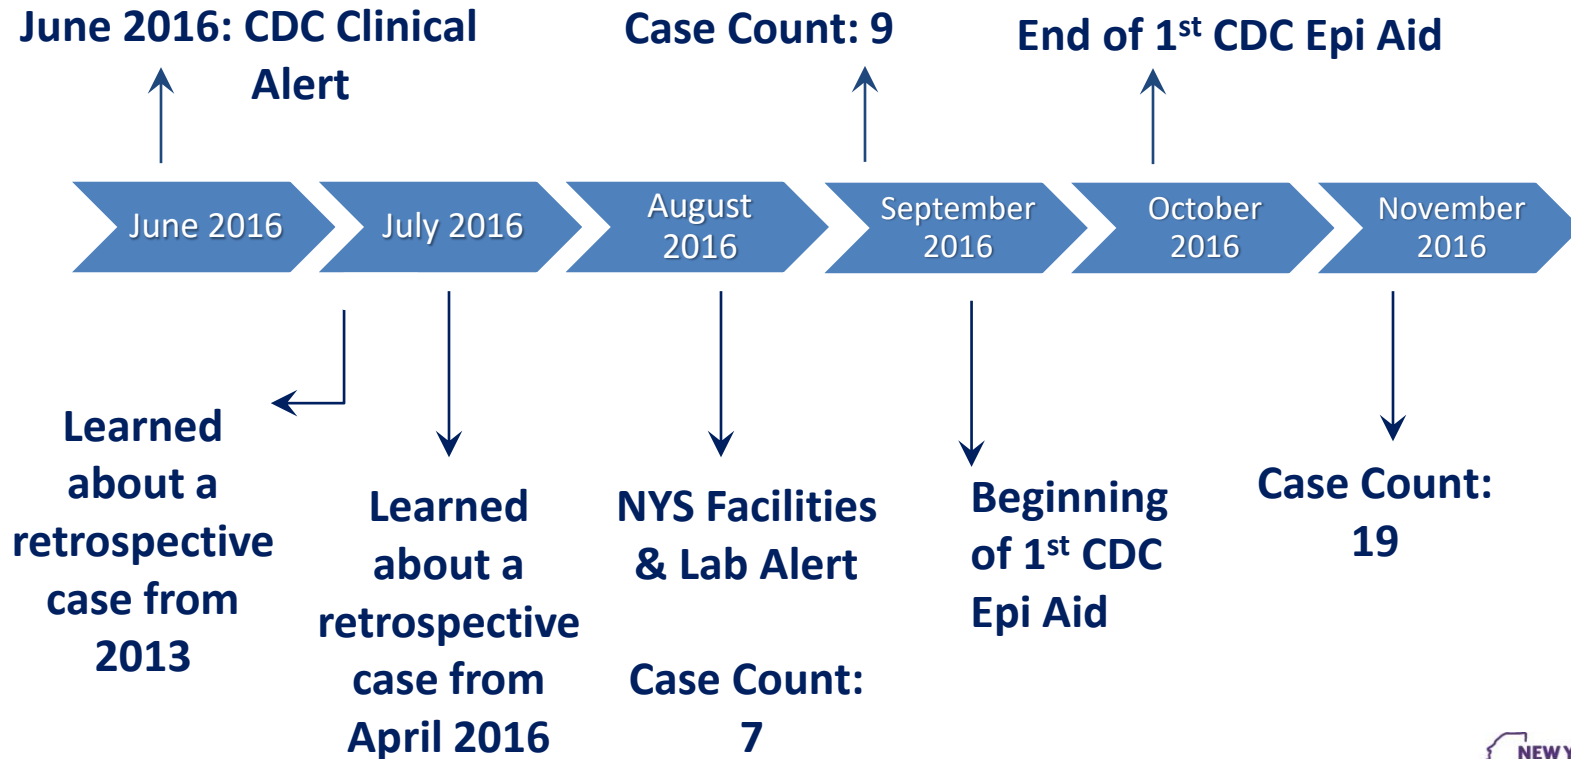 June 2016: CDC Clinical
Alert
Case Count: 9
End of 1st CDC Epi Aid
June 2016
July 2016
August
2016
September
2016
October
2016
November
2016
Learned
about a
retrospective
case from
2013
Learned
about a
retrospective
case from
April 2016
NYS Facilities
& Lab Alert
Case Count:
7
Beginning
of 1st CDC
Epi Aid
Case Count:
19
NEW Y